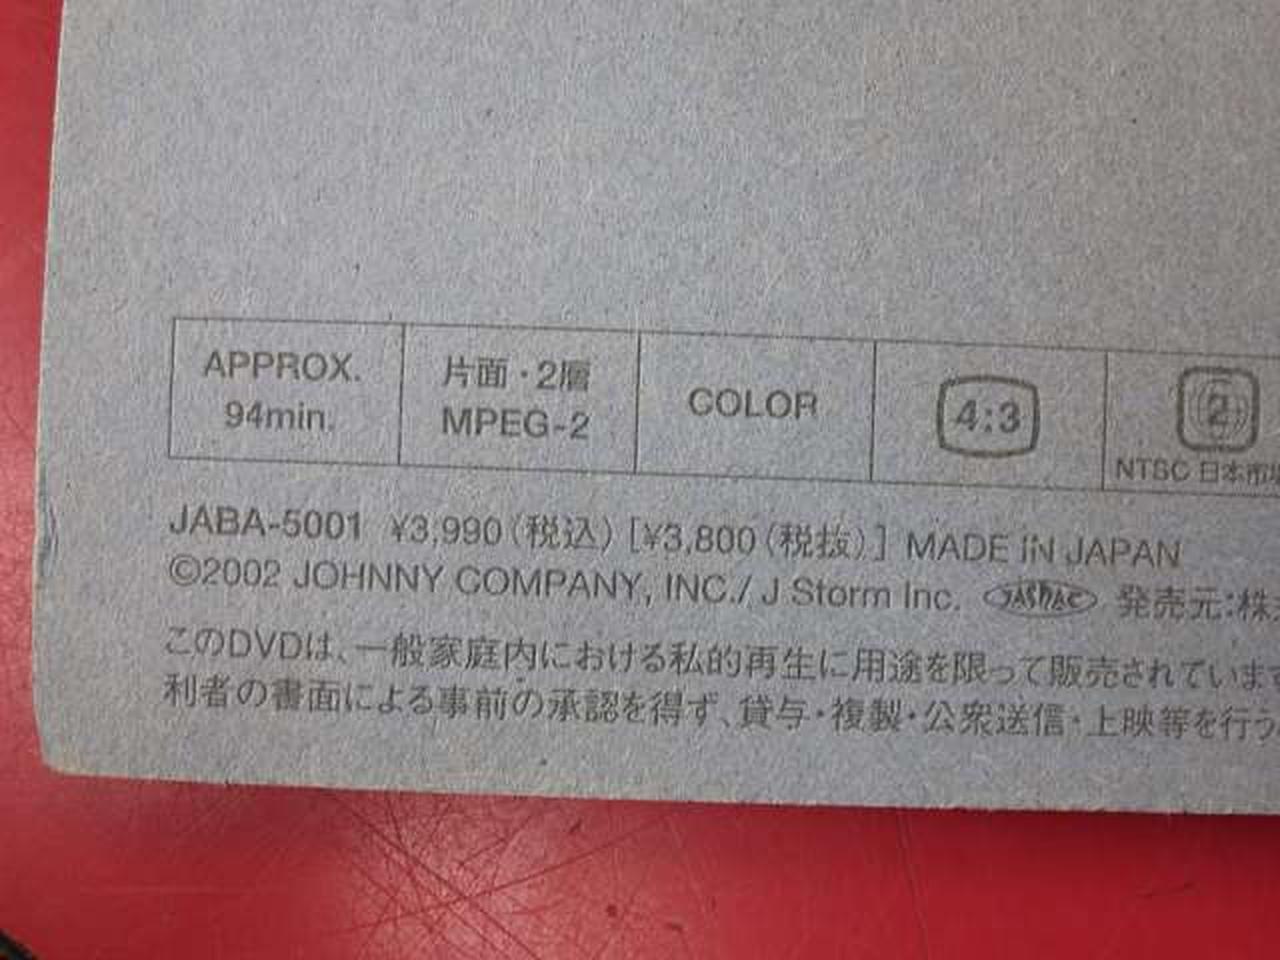 APPROX.
94min.
片面・2層
MPEG-2
COLOR
4:3
2
NTSC 日本市場
JABA-5001 ¥3,990(税込)[¥3,800(税抜)] MADE IN JAPAN
©2002 JOHNNY COMPANY, INC./ J Storm Inc. JASRAC 発売元:株
このDVDは、一般家庭内における私的再生に用途を限って販売されています
利者の書面による事前の承認を得ず、貸与・複製・公衆送信・上映等を行う